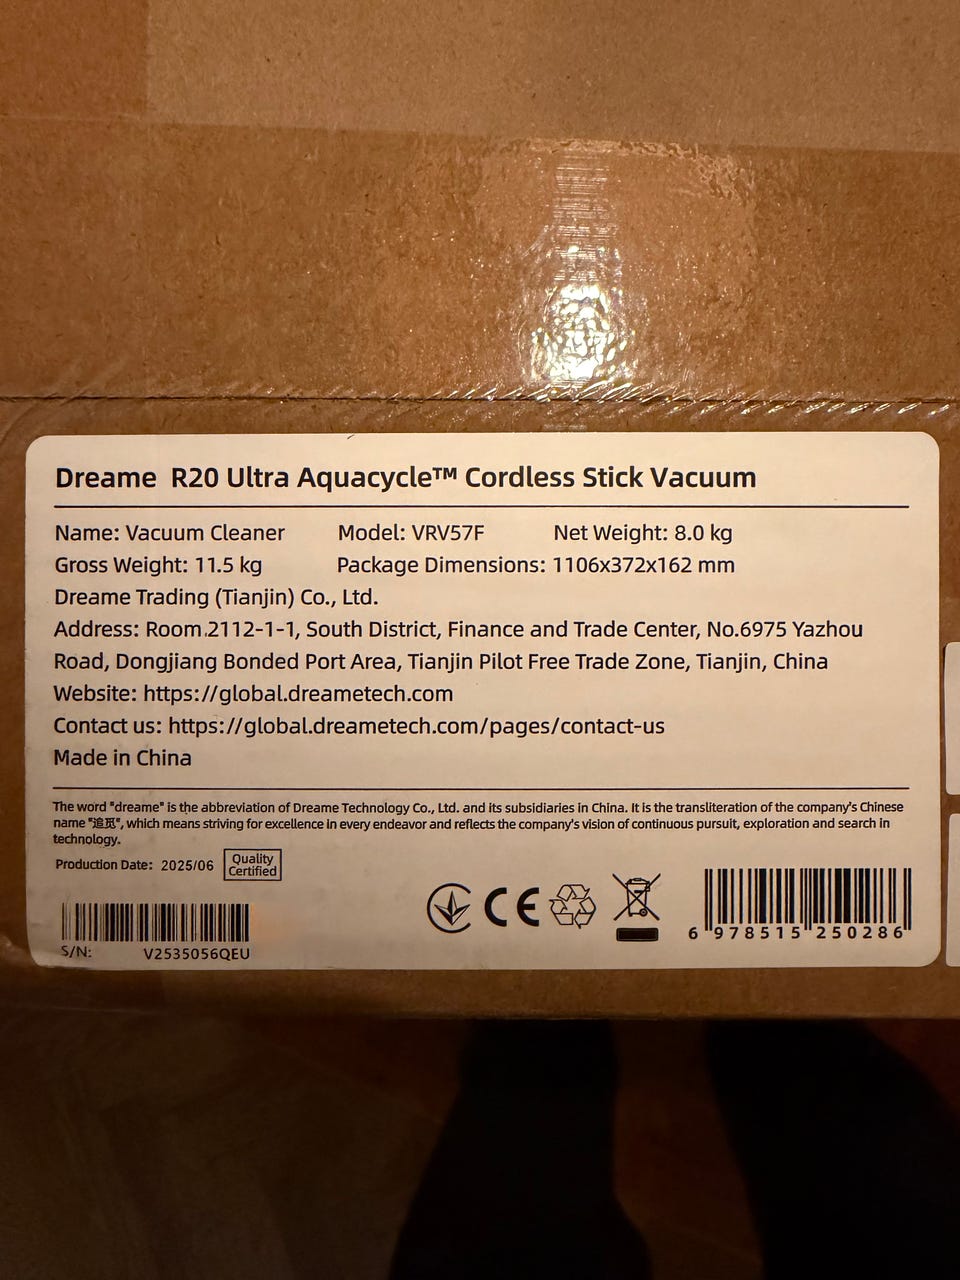 Dreame R20 Ultra Aquacycle™ Cordless Stick Vacuum
Name: Vacuum Cleaner Model: VRV57F Net Weight: 8.0 kg
Gross Weight: 11.5 kg Package Dimensions: 1106x372x162 mm
Dreame Trading (Tianjin) Co., Ltd.
Address: Room 2112-1-1, South District, Finance and Trade Center, No.6975 Yazhou
Road, Dongjiang Bonded Port Area, Tianjin Pilot Free Trade Zone, Tianjin, China
Website: https://global.dreametech.com
Contact us: https://global.dreametech.com/pages/contact-us
Made in China
The word "dreame" is the abbreviation of Dreame Technology Co., Ltd. and its subsidiaries in China. It is the transliteration of the company's Chinese
name "追觅", which means striving for excellence in every endeavor and reflects the company's vision of continuous pursuit, exploration and search in
technology.
Production Date: 2025/06
Quality
Certified
CE
S/N: V2535056QEU
6 978515 250286